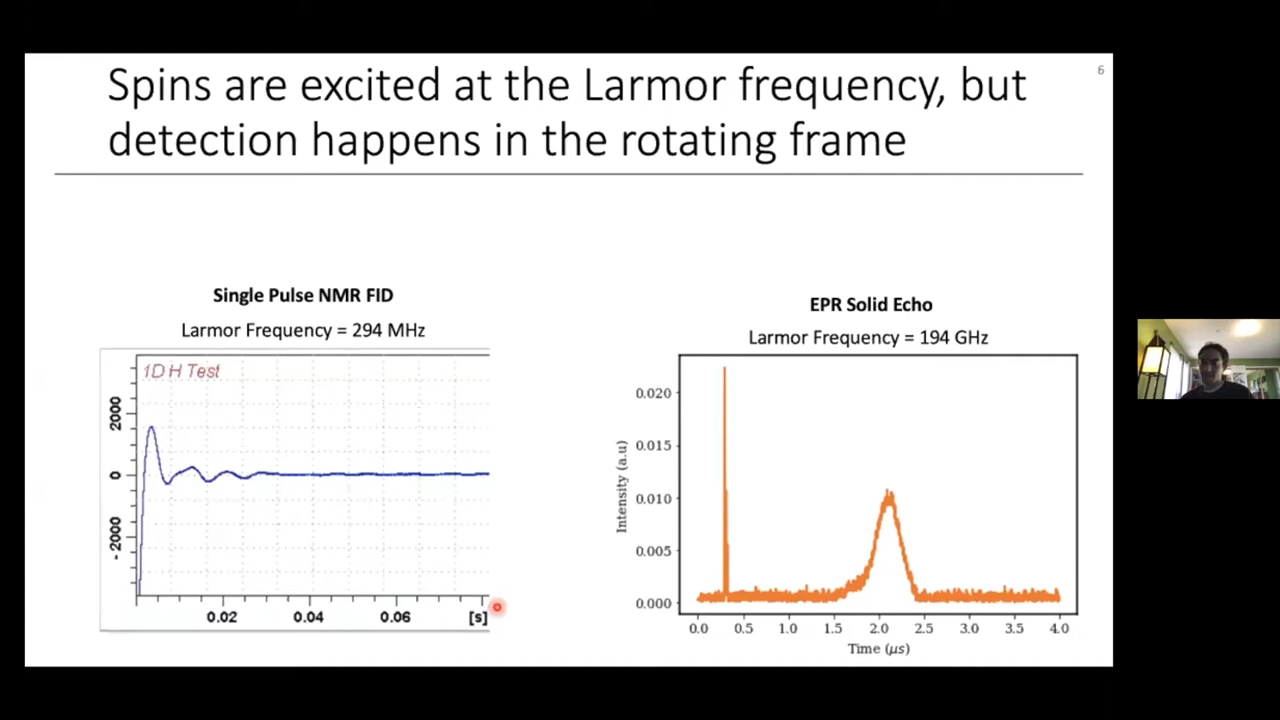 Spins are excited at the Larmor frequency, but
detection happens in the rotating frame
6
Single Pulse NMR FID
Larmor Frequency = 294 MHz
1D H Test
2000
0
- 2000
0.02
0.04
0.06
[s]
EPR Solid Echo
Larmor Frequency = 194 GHz
Intensity (a.u)
0.020
0.015
0.010
0.005
0.000
0.0 0.5 1.0 1.5 2.0 2.5 3.0 3.5 4.0
Time (μs)